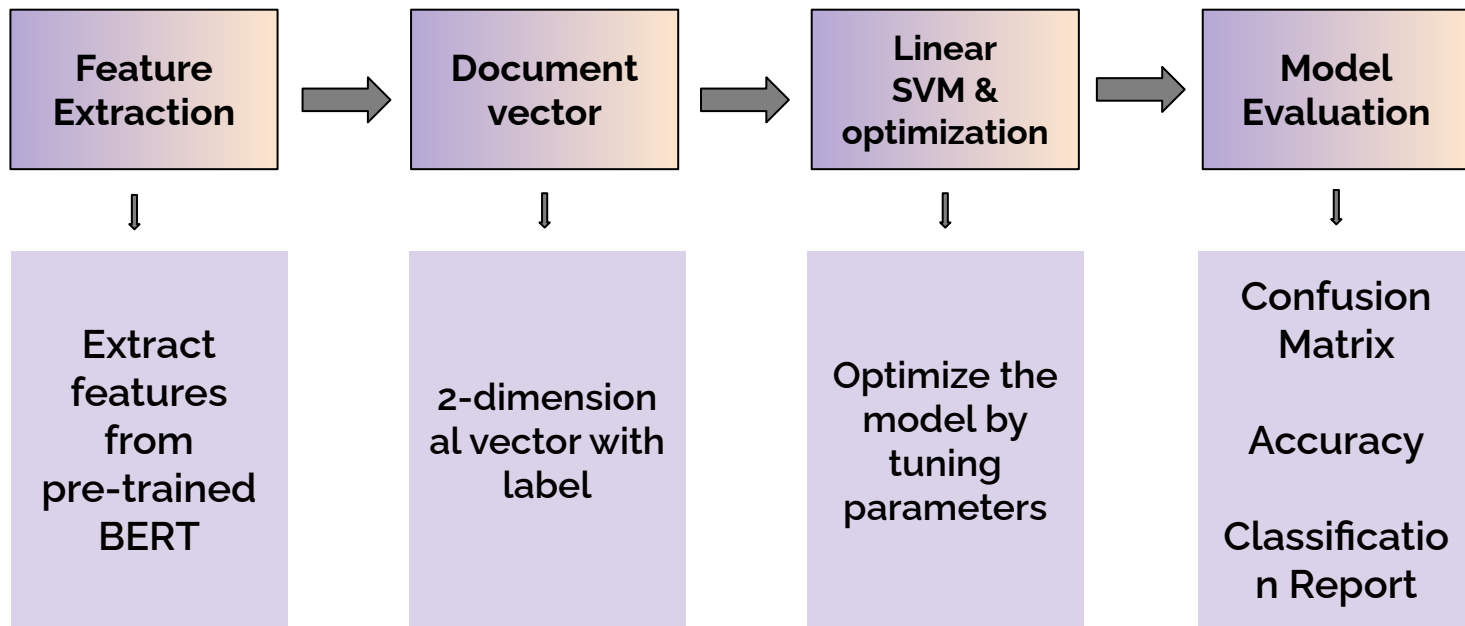 Feature
Extraction
Document
vector
Linear
SVM &
optimization
Model
Evaluation
Extract
features
from
pre-trained
BERT
2-dimension
al vector with
label
Optimize the
model by
tuning
parameters
Confusion
Matrix
Accuracy
Classificatio
n Report